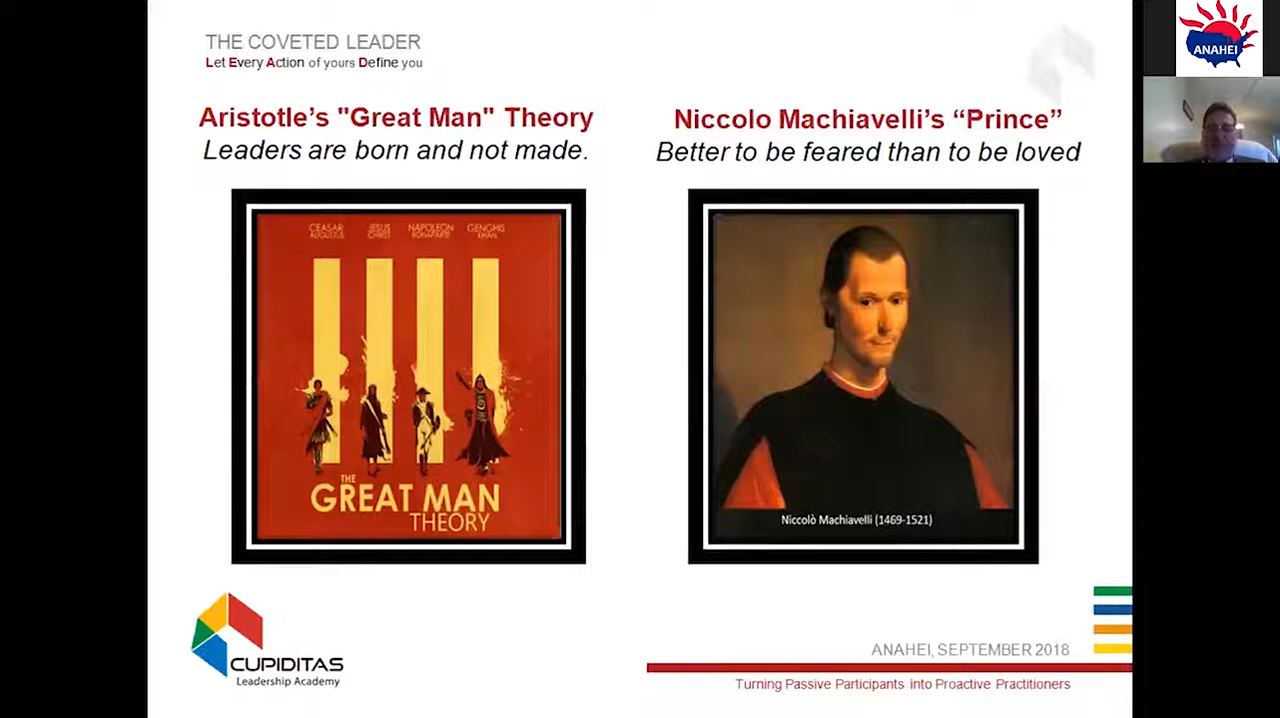 THE COVETED LEADER
Let Every Action of yours Define you
Aristotle's "Great Man" Theory
Leaders are born and not made.
Niccolo Machiavelli's “Prince”
Better to be feared than to be loved
CEASAR AUGUSTUS
JESUS CHRIST
NAPOLEON BONAPARTE
GENGHIS KHAN
THE
GREAT MAN
THEORY
Niccolò Machiavelli (1469-1521)
CUPIDITAS
Leadership Academy
ANAHEI, SEPTEMBER 2018
Turning Passive Participants into Proactive Practitioners
ANAHEI